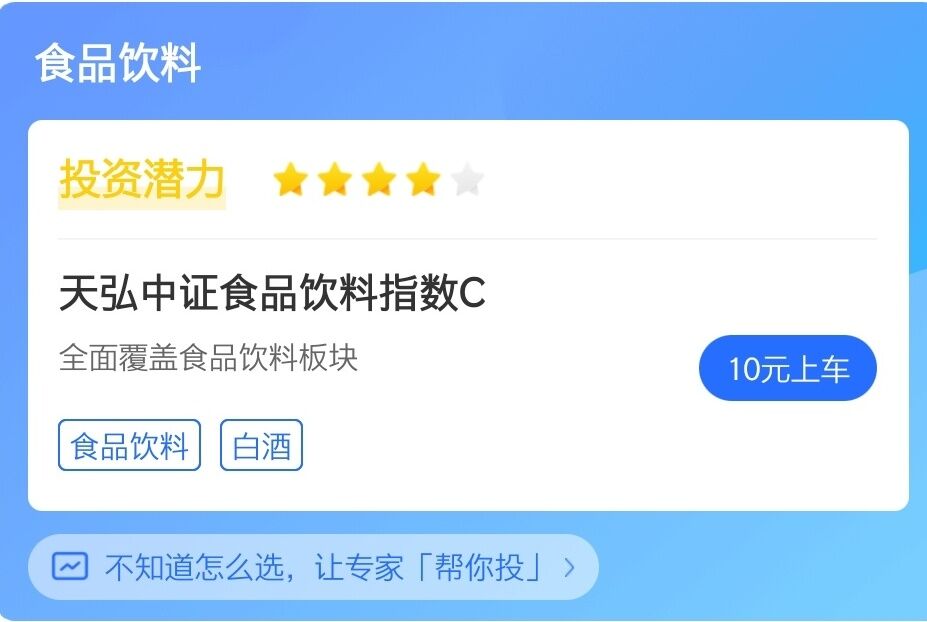 食品饮料
投资潜力
天弘中证食品饮料指数C
全面覆盖食品饮料板块
10元上车
食品饮料 白酒
不知道怎么选，让专家「帮你投」